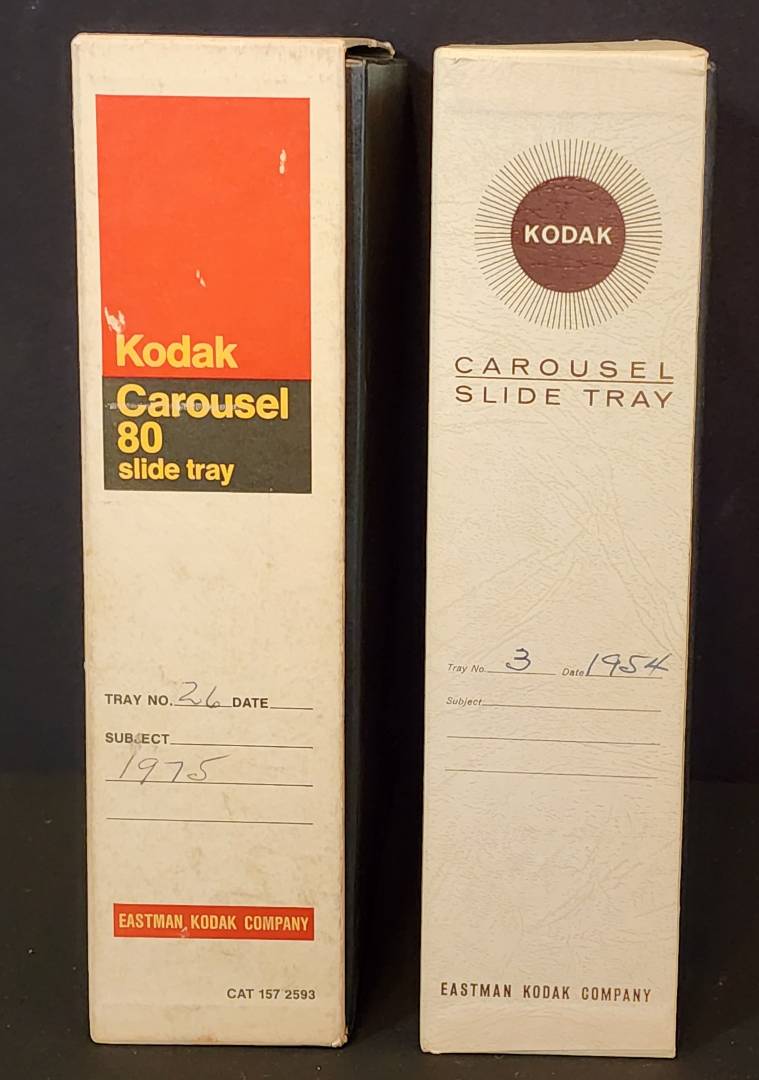 Kodak
Carousel
80
slide tray
TRAY NO. 26 DATE
SUBJECT
1975
EASTMAN KODAK COMPANY
CAT 157 2593
KODAK
CAROUSEL
SLIDE TRAY
Tray No. 3 Date 1954
Subject
EASTMAN KODAK COMPANY